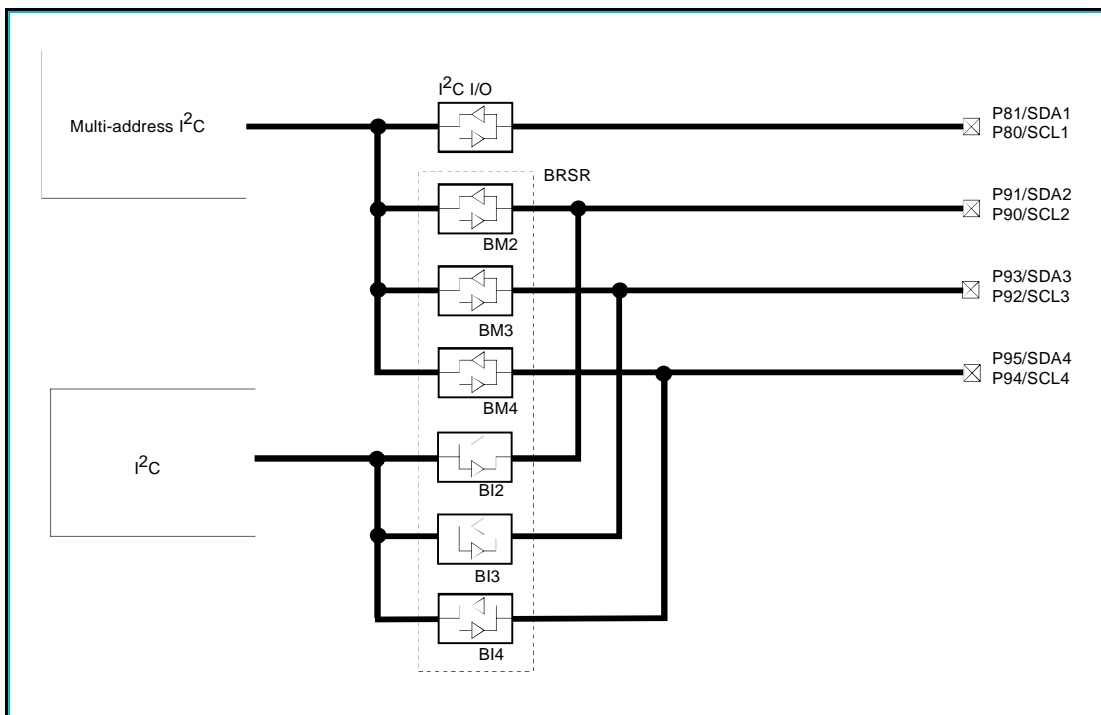 I²C I/O
Multi-address I²C
P81/SDA1
P80/SCL1
BRSR
P91/SDA2
P90/SCL2
BM2
P93/SDA3
P92/SCL3
BM3
P95/SDA4
P94/SCL4
BM4
I²C
BI2
BI3
BI4